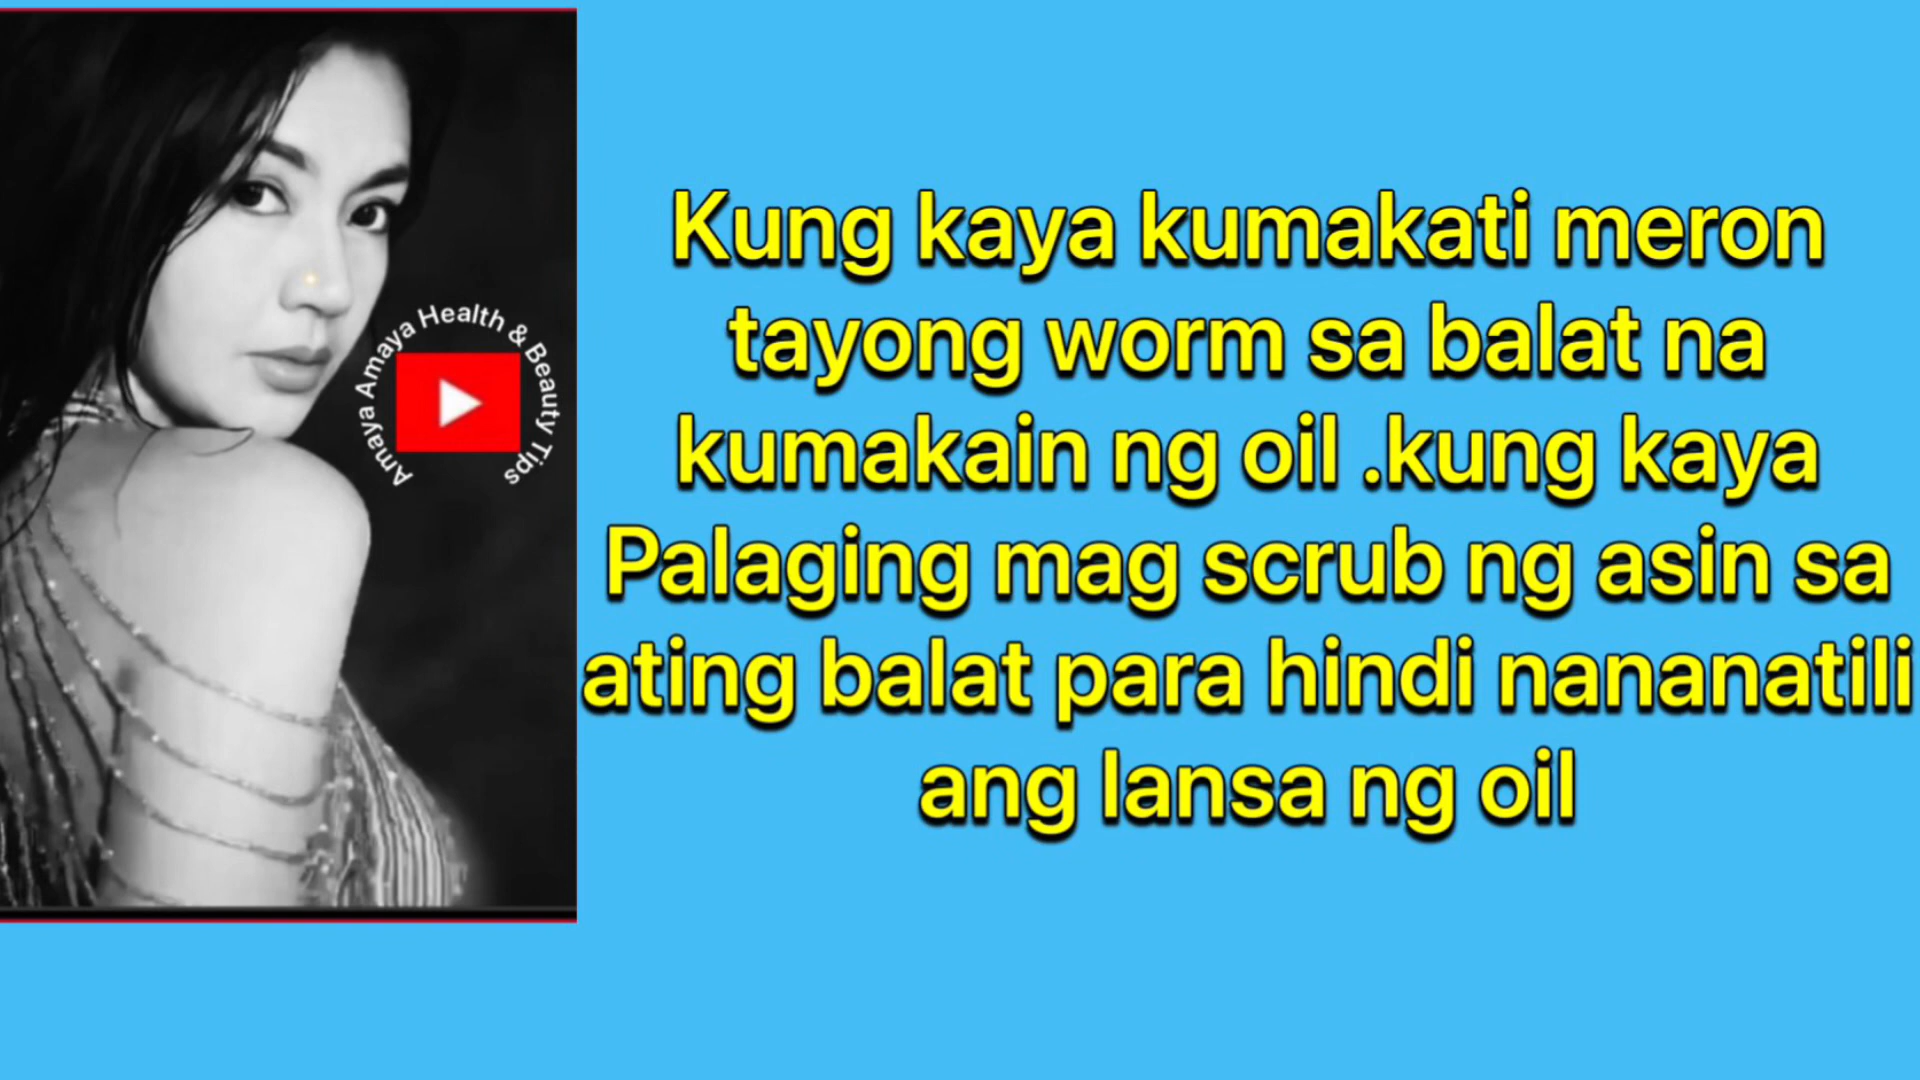 Amaya Amaya Health & Beauty Tips
Kung kaya kumakati meron
tayong worm sa balat na
kumakain ng oil .kung kaya
Palaging mag scrub ng asin sa
ating balat para hindi nananatili
ang lansa ng oil